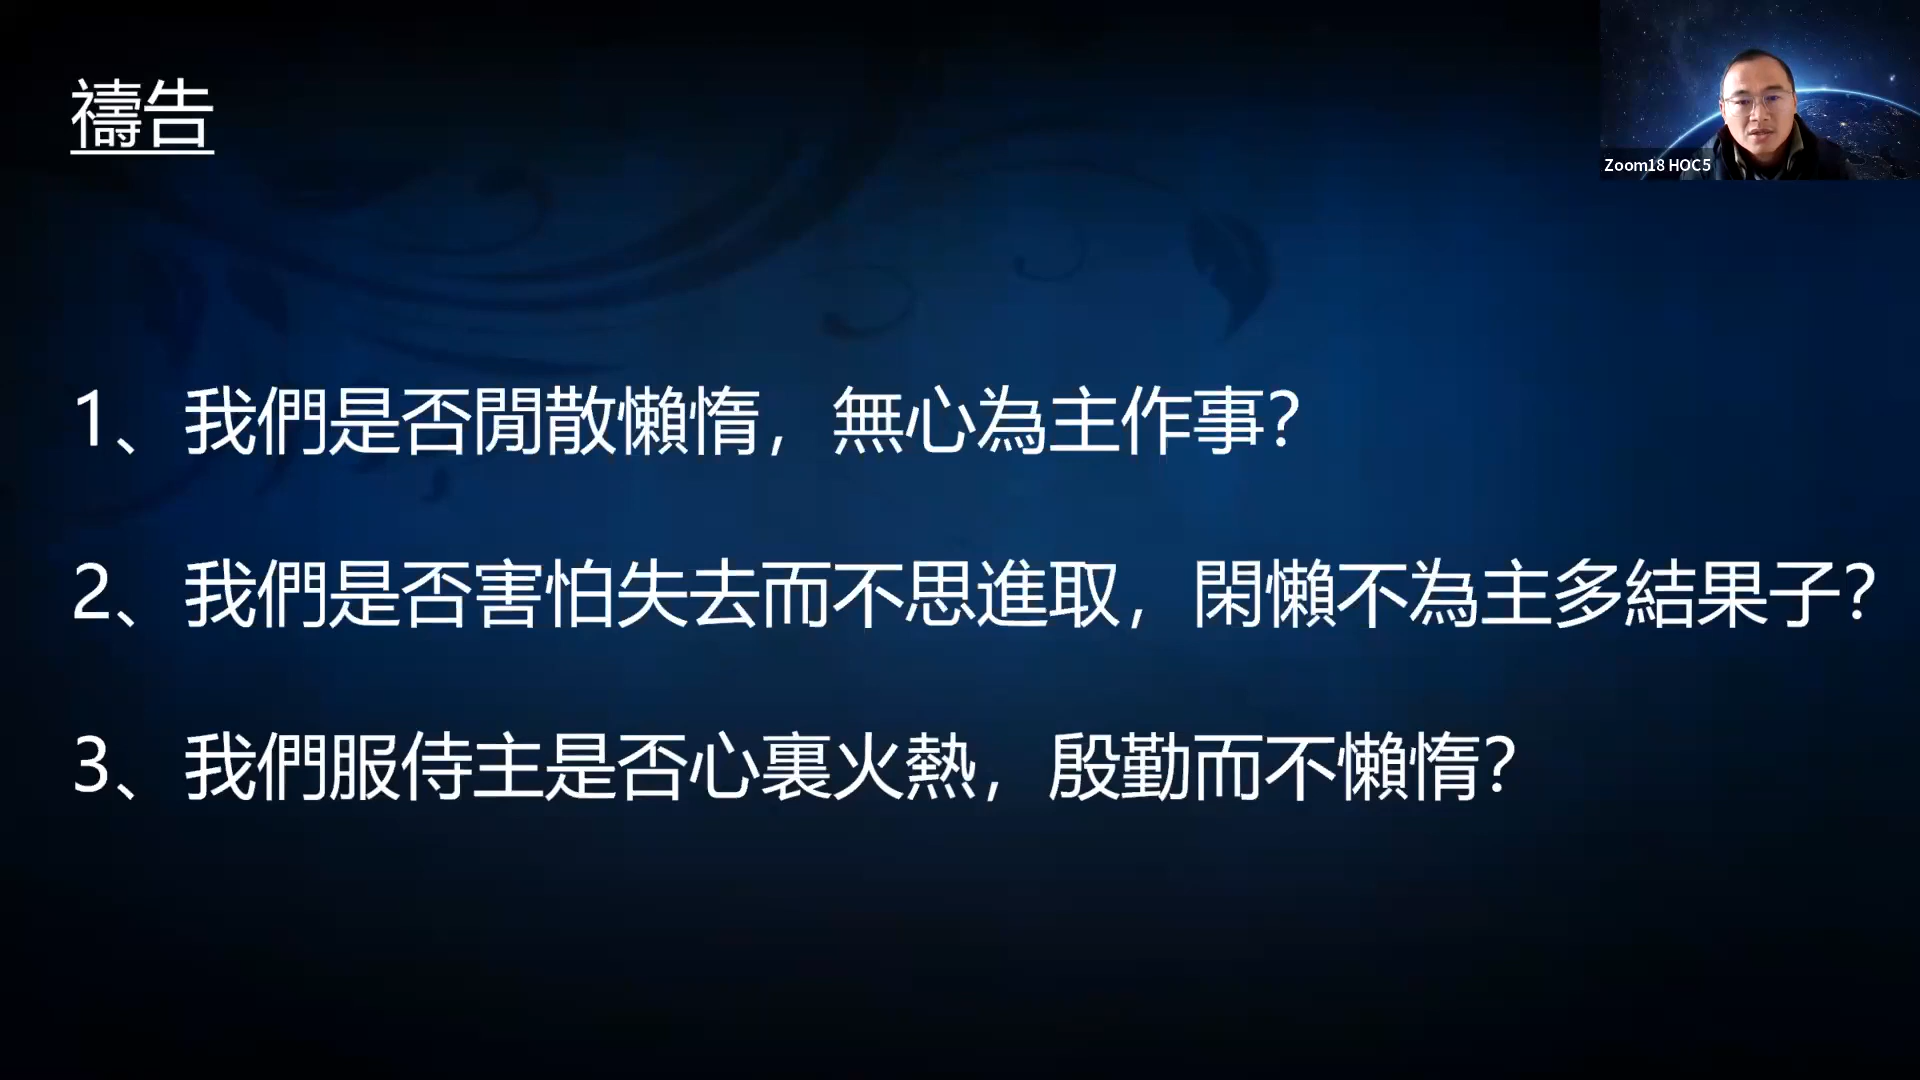 禱告
Zoom18 HOC5
1、我們是否閒散懶惰，無心為主作事？
2、我們是否害怕失去而不思進取，閑懶不為主多結果子？
3、我們服侍主是否心裏火熱，殷勤而不懶惰？